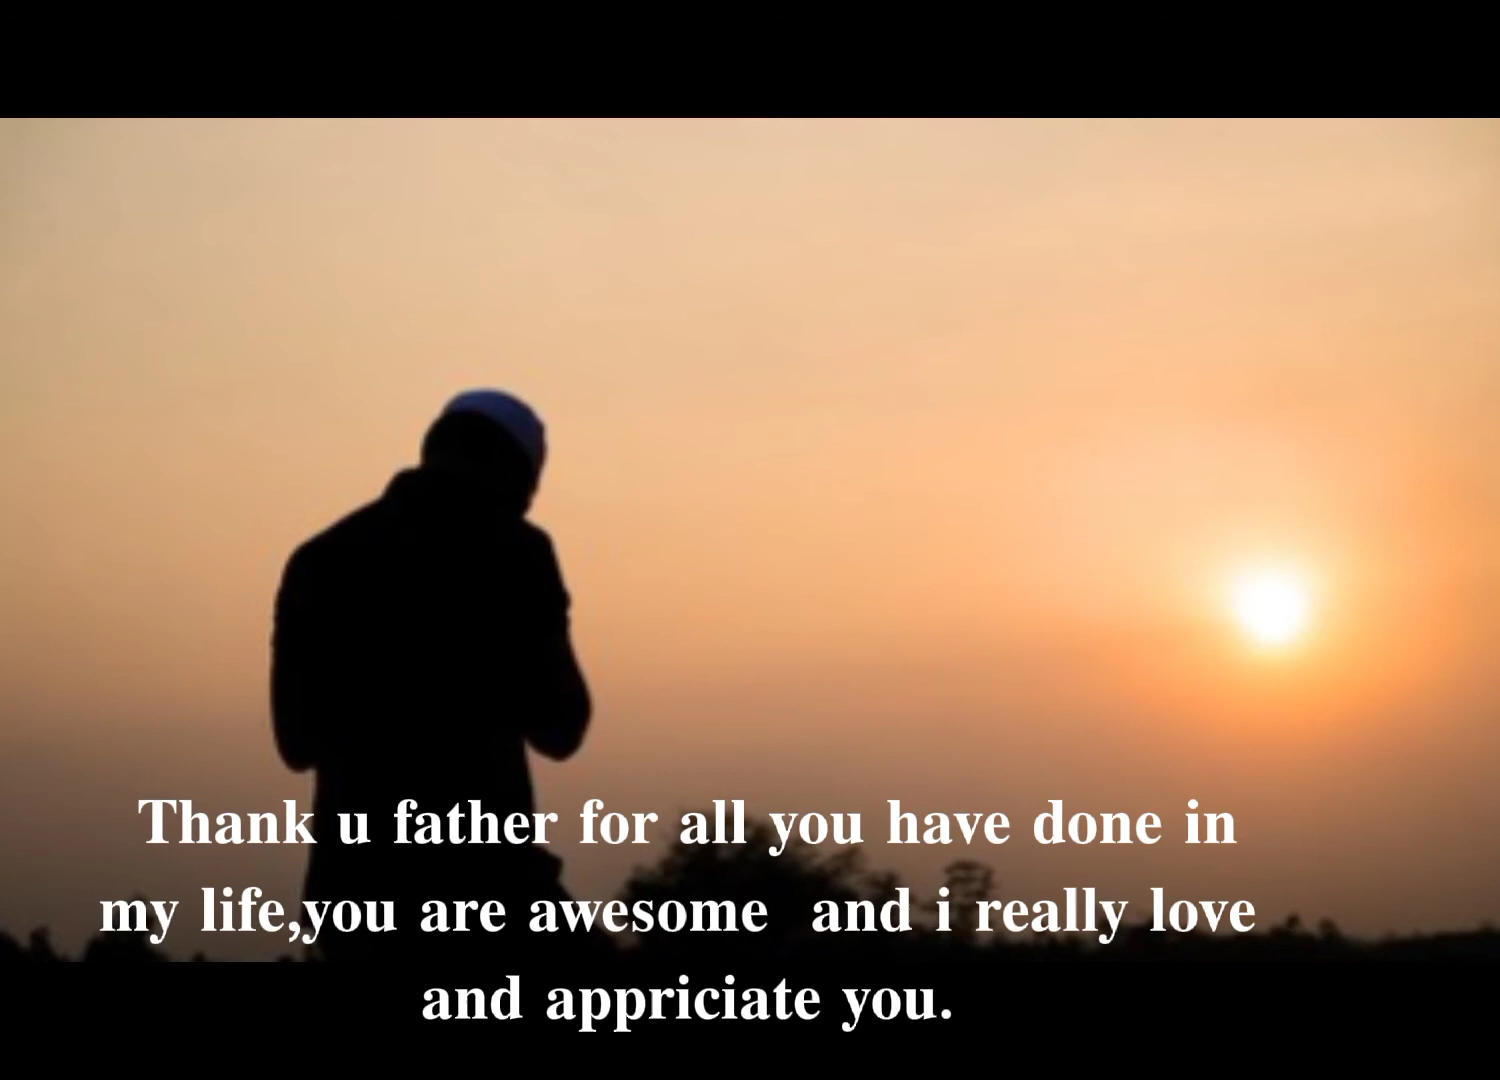 Thank u father for all you have done in
my life,you are awesome  and i really love
and appriciate you.